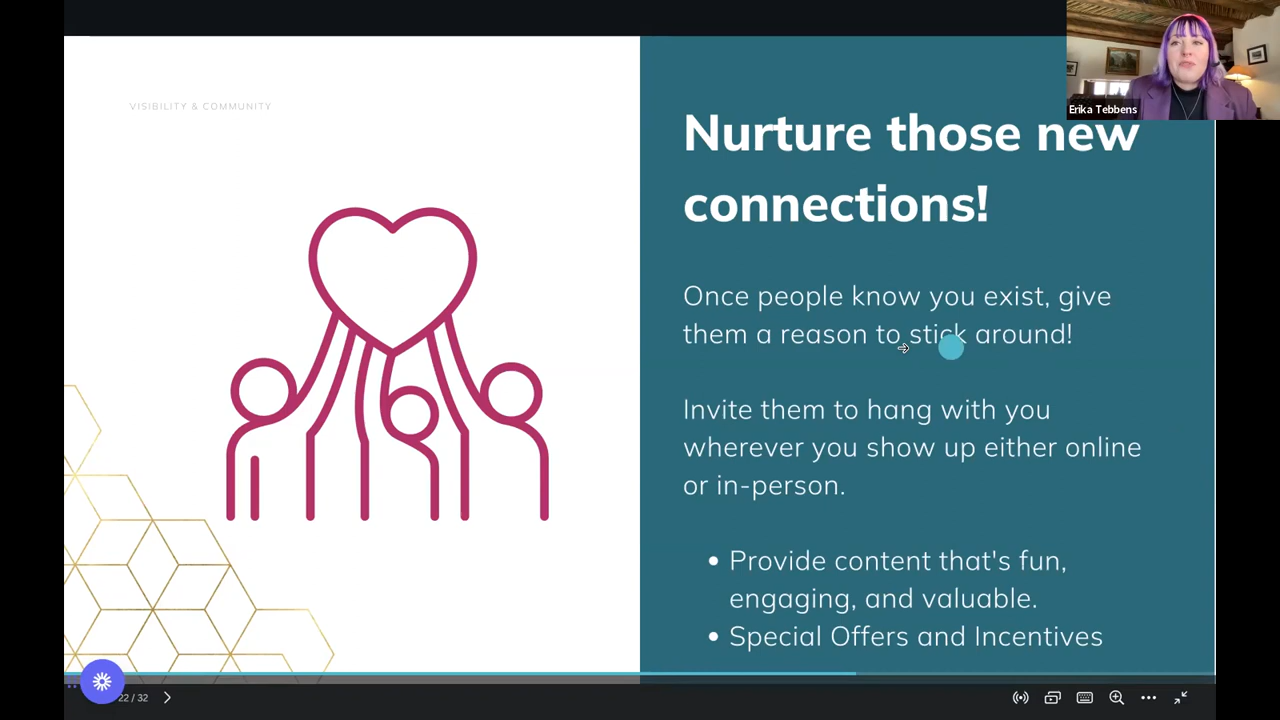 Erika Tebbens
VISIBILITY & COMMUNITY
Nurture those new
connections!
Once people know you exist, give
them a reason to stick around!
Invite them to hang with you
wherever you show up either online
or in-person.
• Provide content that's fun,
engaging, and valuable.
• Special Offers and Incentives
22 / 32